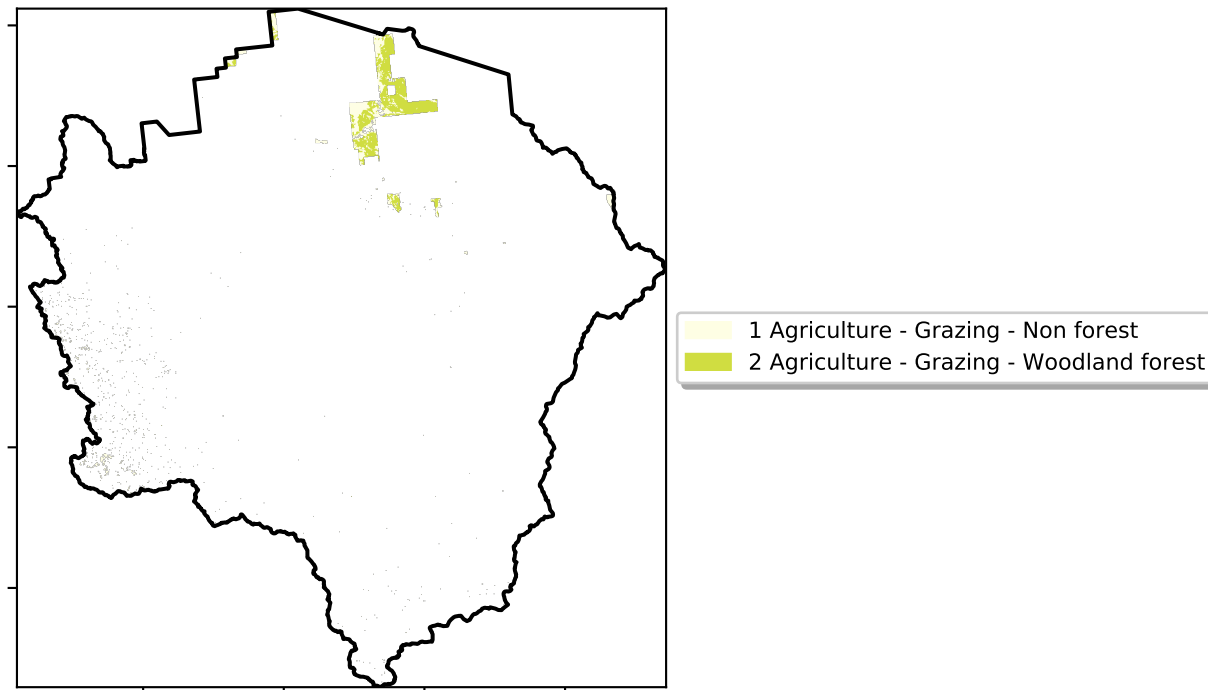 1 Agriculture - Grazing - Non forest
2 Agriculture - Grazing - Woodland forest